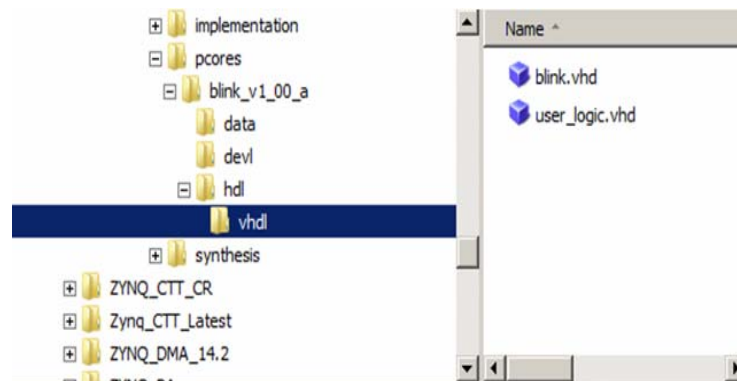 implementation
pcores
blink_v1_00_a
data
devl
hdl
vhdl
synthesis
ZYNQ_CTT_CR
Zynq_CTT_Latest
ZYNQ_DMA_14.2
Name
blink.vhd
user_logic.vhd